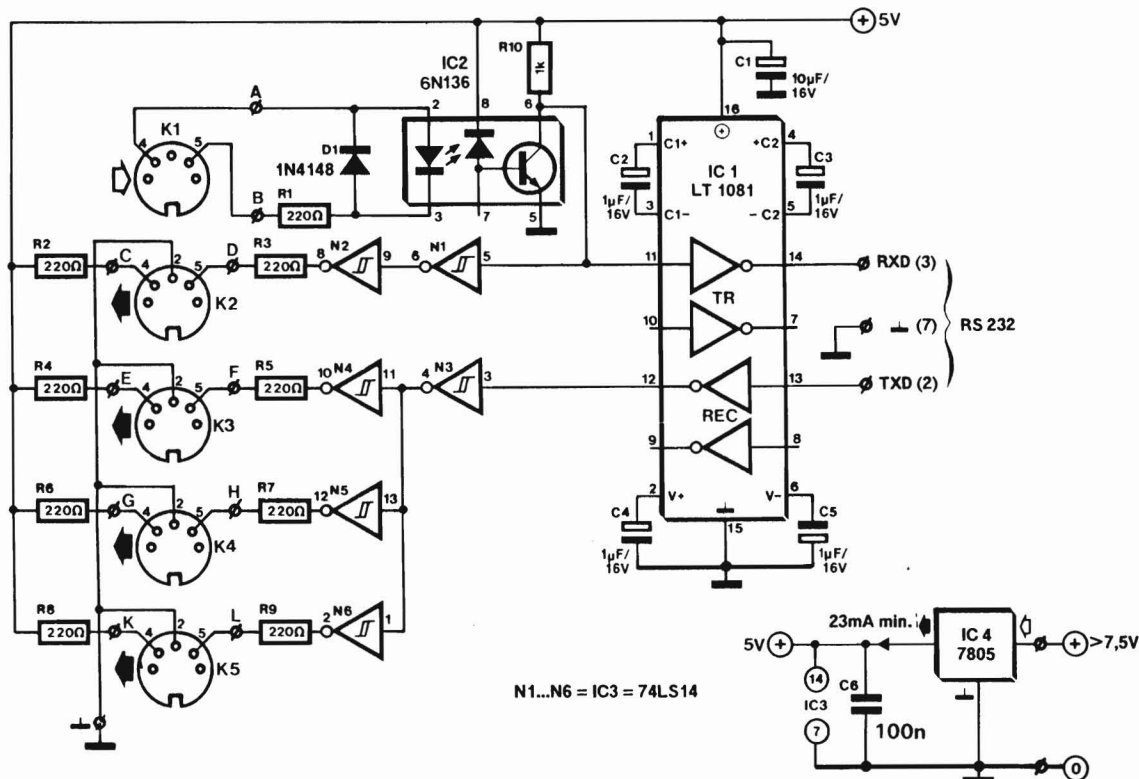 5V
IC2
6N136
R10
1k
C1
10µF/
16V
A
2
8
6
16
K1
4
5
D1
1N4148
B
R1
220Ω
3
7
5
1
C1+
C2
1µF/
16V
3
C1−
IC 1
LT 1081
+C2
4
C3
1µF/
16V
− C2
5
R2
220Ω
C
4
2
5
D
R3
220Ω
8
N2
9
6
N1
5
K2
11
14
RXD (3)
TR
10
7
⊥ (7)
RS 232
R4
220Ω
E
4
2
5
F
R5
220Ω
10
N4
11
4
N3
3
K3
12
13
TXD (2)
REC
9
8
R6
220Ω
G
4
2
5
H
R7
220Ω
12
N5
13
K4
2
V+
V−
6
C4
1µF/
16V
15
C5
1µF/
16V
R8
220Ω
K
4
2
5
L
R9
220Ω
2
N6
1
K5
N1...N6 = IC3 = 74LS14
23mA min.
5V
IC 4
7805
>7,5V
14
IC3
7
C6
100n
0